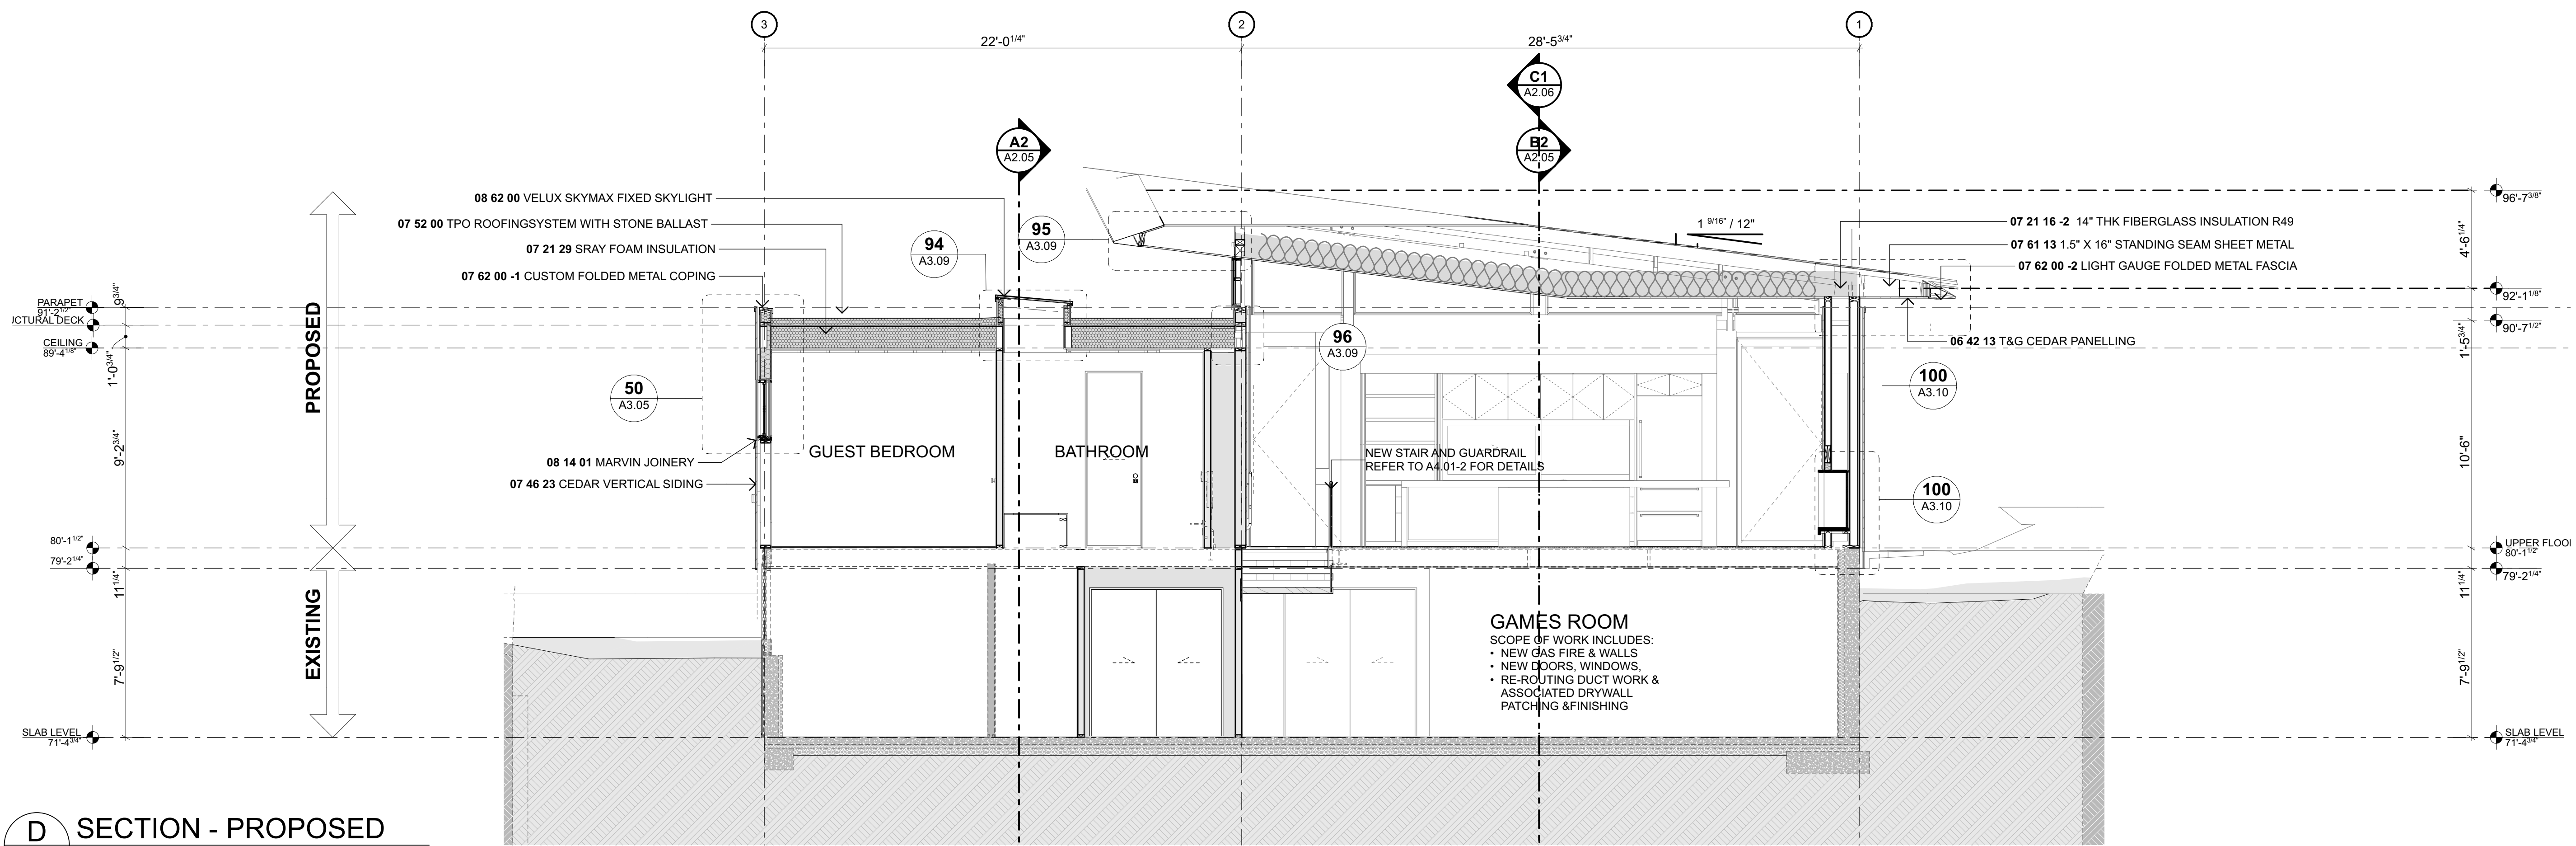 3
2
1
22'-0 1/4"
28'-5 3/4"
C1
A2.06
A2
A2.05
B2
A2.05
08 62 00 VELUX SKYMAX FIXED SKYLIGHT
07 52 00 TPO ROOFINGSYSTEM WITH STONE BALLAST
07 21 29 SRAY FOAM INSULATION
07 62 00 -1 CUSTOM FOLDED METAL COPING
94
A3.09
95
A3.09
1 9/16" / 12"
96'-7 3/8"
07 21 16 -2 14" THK FIBERGLASS INSULATION R49
07 61 13 1.5" X 16" STANDING SEAM SHEET METAL
07 62 00 -2 LIGHT GAUGE FOLDED METAL FASCIA
4'-6 1/4"
92'-1 1/8"
90'-7 1/2"
1'-5 3/4"
06 42 13 T&G CEDAR PANELLING
PARAPET
91'-2 1/2"
ICTURAL DECK
CEILING
89'-4 1/8"
9 3/4"
1'-0 3/4"
9'-2 3/4"
PROPOSED
50
A3.05
96
A3.09
100
A3.10
10'-6"
GUEST BEDROOM
BATHROOM
NEW STAIR AND GUARDRAIL
REFER TO A4.01-2 FOR DETAILS
08 14 01 MARVIN JOINERY
07 46 23 CEDAR VERTICAL SIDING
100
A3.10
80'-1 1/2"
79'-2 1/4"
11 1/4"
UPPER FLOOR
80'-1 1/2"
79'-2 1/4"
11 1/4"
EXISTING
7'-9 1/2"
GAMES ROOM
SCOPE OF WORK INCLUDES:
• NEW GAS FIRE & WALLS
• NEW DOORS, WINDOWS,
• RE-ROUTING DUCT WORK &
ASSOCIATED DRYWALL
PATCHING &FINISHING
7'-9 1/2"
SLAB LEVEL
71'-4 3/4"
SLAB LEVEL
71'-4 3/4"
D SECTION - PROPOSED